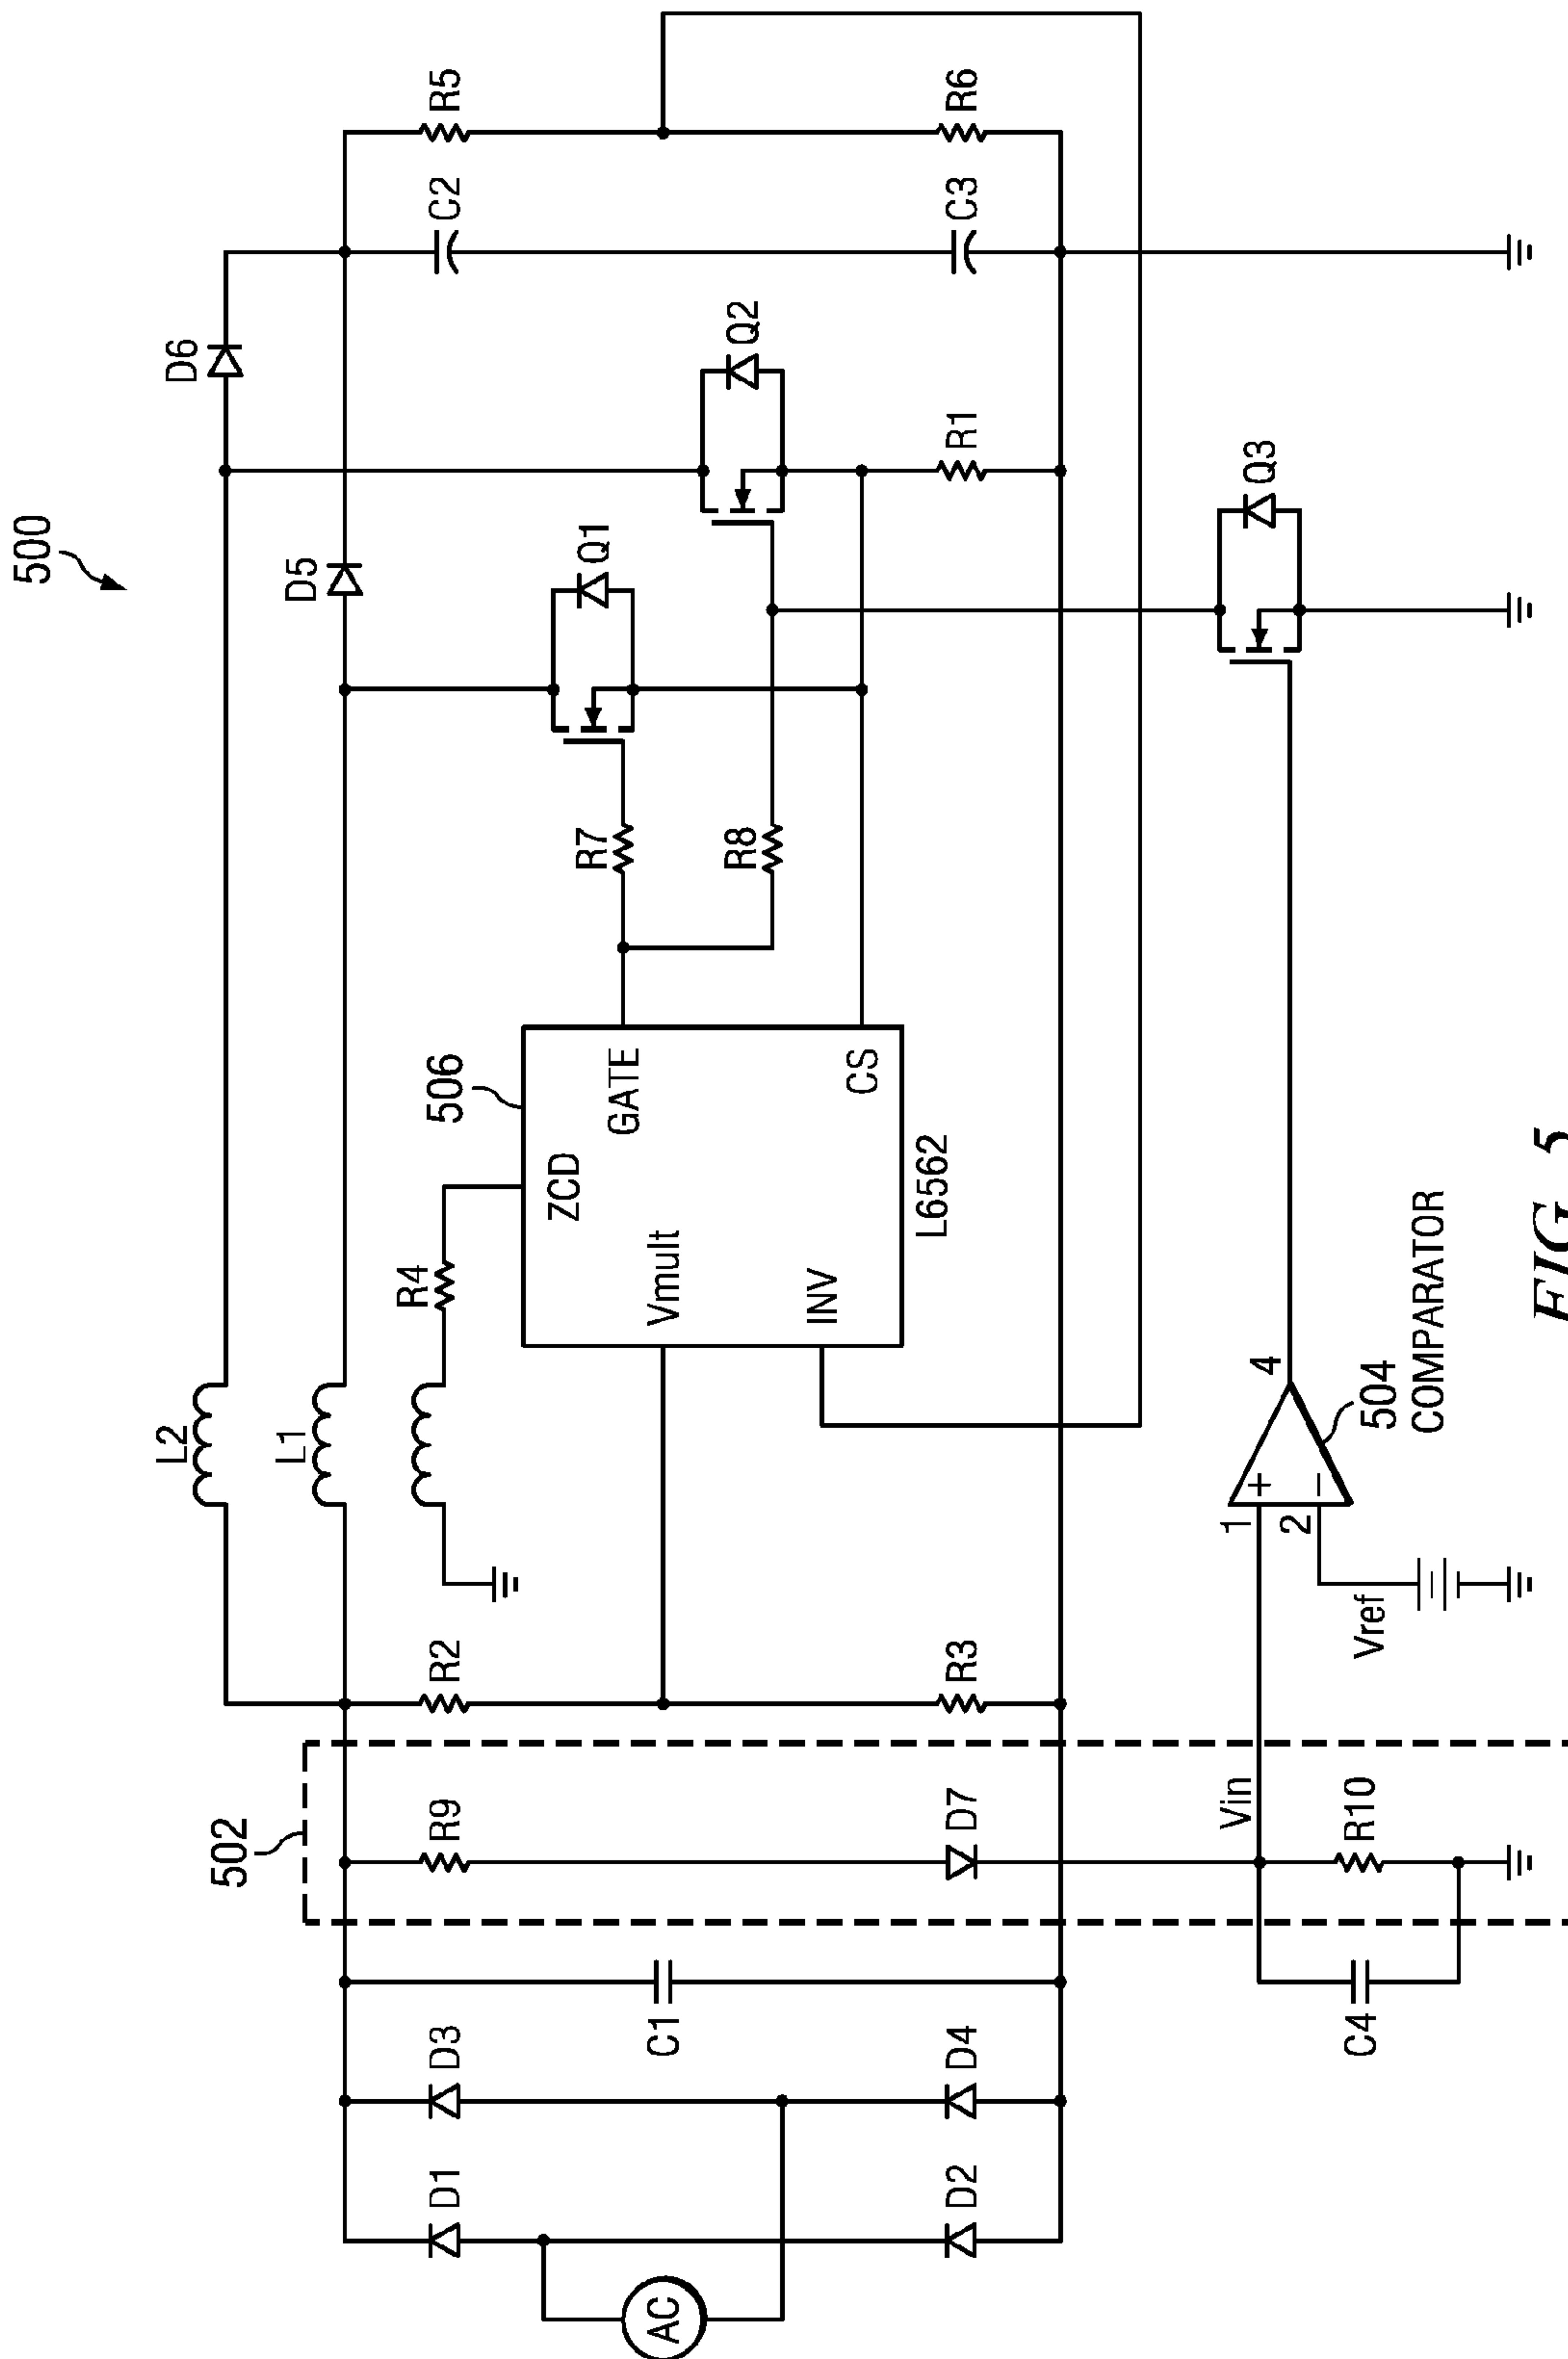 500
D6
D5
L2
L1
R5
C2
Q2
Q1
R7
R8
R1
R6
C3
Q3
506
ZCD
GATE
Vmult
INV
CS
L6562
R4
R2
R3
502
R9
D7
C1
D3
D4
D1
D2
AC
Vin
R10
C4
1
2
+
−
4
Vref
504
COMPARATOR
FIG. 5